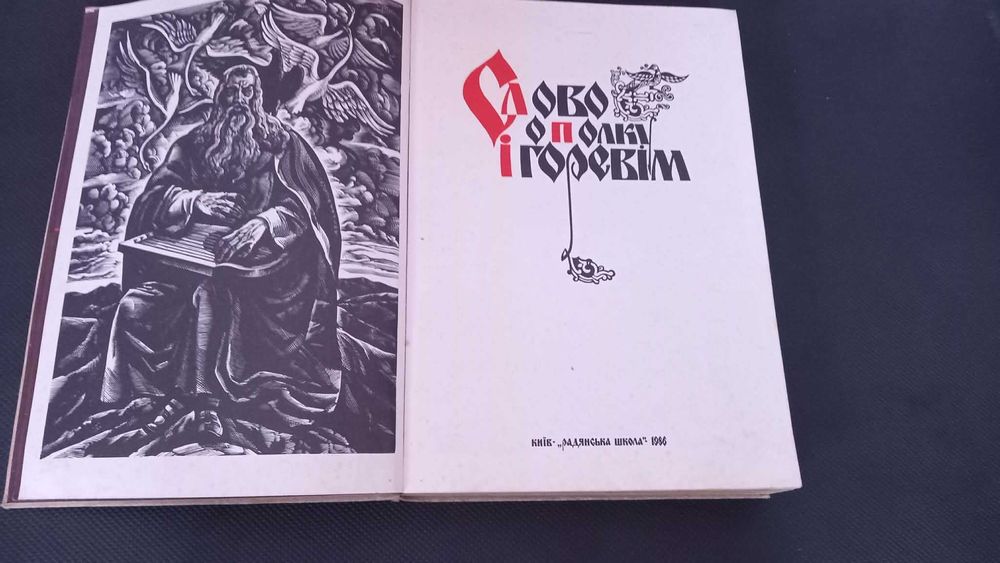 Слово
о полку
Ігоревім
Київ - „Радянська школа“ - 1986